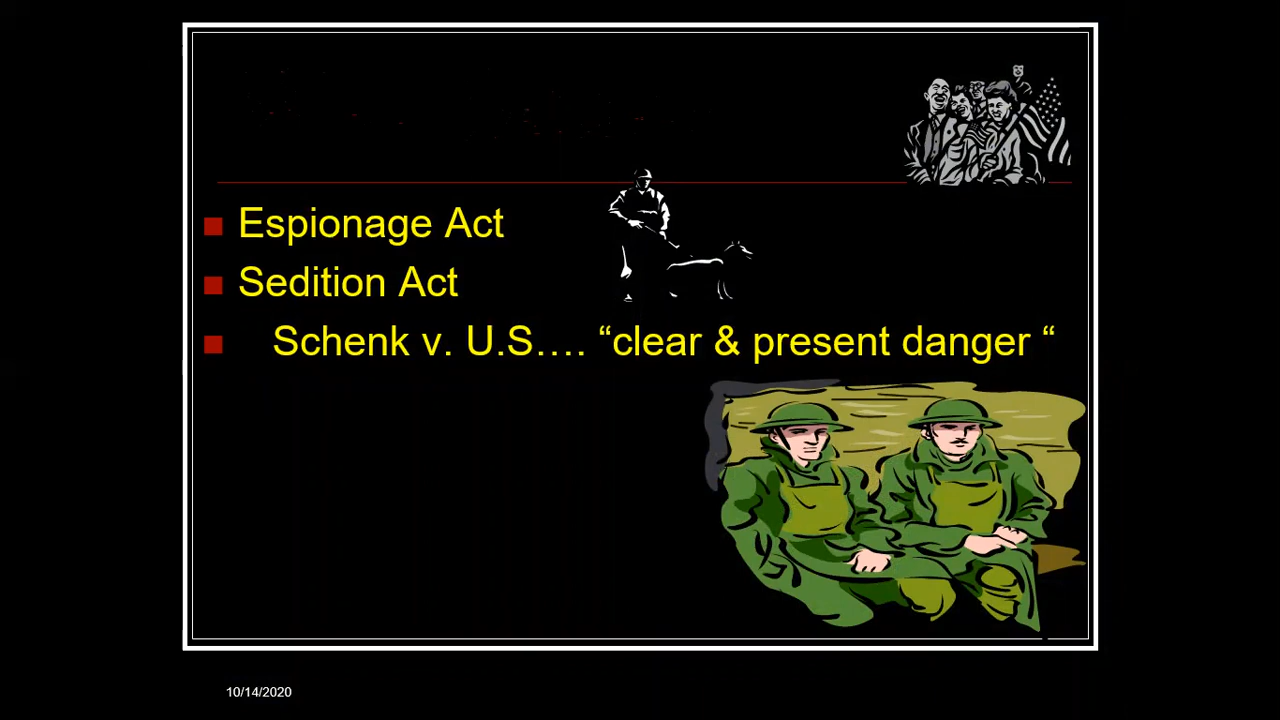 Espionage Act
Sedition Act
Schenk v. U.S…. “clear & present danger “
10/14/2020